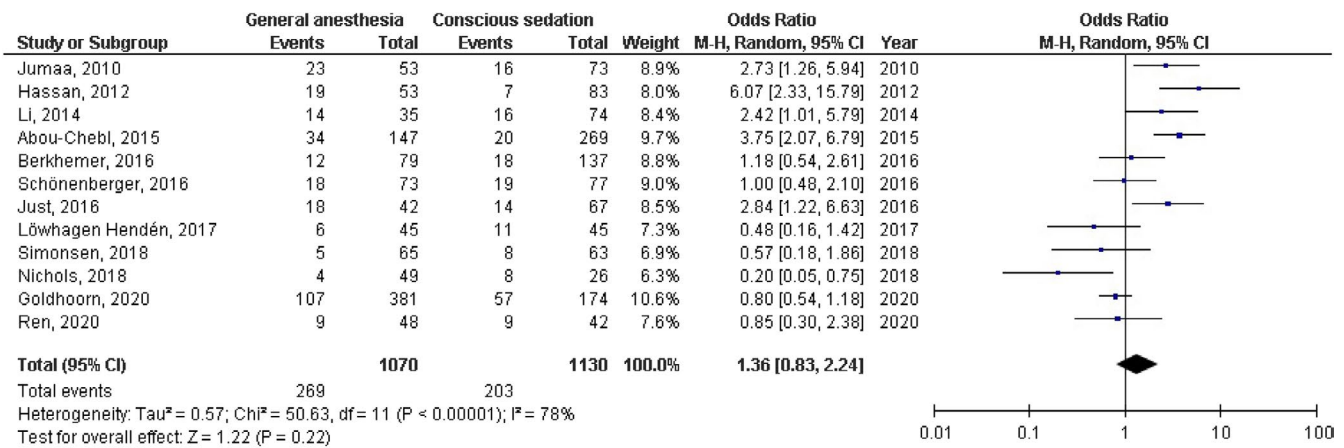 General anesthesia Conscious sedation Odds Ratio Odds Ratio
Study or Subgroup Events Total Events Total Weight M-H, Random, 95% CI Year M-H, Random, 95% CI
Jumaa, 2010 23 53 16 73 8.9% 2.73 [1.26, 5.94] 2010
Hassan, 2012 19 53 7 83 8.0% 6.07 [2.33, 15.79] 2012
Li, 2014 14 35 16 74 8.4% 2.42 [1.01, 5.79] 2014
Abou-Chebl, 2015 34 147 20 269 9.7% 3.75 [2.07, 6.79] 2015
Berkhemer, 2016 12 79 18 137 8.8% 1.18 [0.54, 2.61] 2016
Schönenberger, 2016 18 73 19 77 9.0% 1.00 [0.48, 2.10] 2016
Just, 2016 18 42 14 67 8.5% 2.84 [1.22, 6.63] 2016
Löwhagen Hendén, 2017 6 45 11 45 7.3% 0.48 [0.16, 1.42] 2017
Simonsen, 2018 5 65 8 63 6.9% 0.57 [0.18, 1.86] 2018
Nichols, 2018 4 49 8 26 6.3% 0.20 [0.05, 0.75] 2018
Goldhoorn, 2020 107 381 57 174 10.6% 0.80 [0.54, 1.18] 2020
Ren, 2020 9 48 9 42 7.6% 0.85 [0.30, 2.38] 2020
Total (95% CI) 1070 1130 100.0% 1.36 [0.83, 2.24]
Total events 269 203
Heterogeneity: Tau² = 0.57; Chi² = 50.63, df = 11 (P < 0.00001); I² = 78%
Test for overall effect: Z = 1.22 (P = 0.22)
0.01 0.1 1 10 100